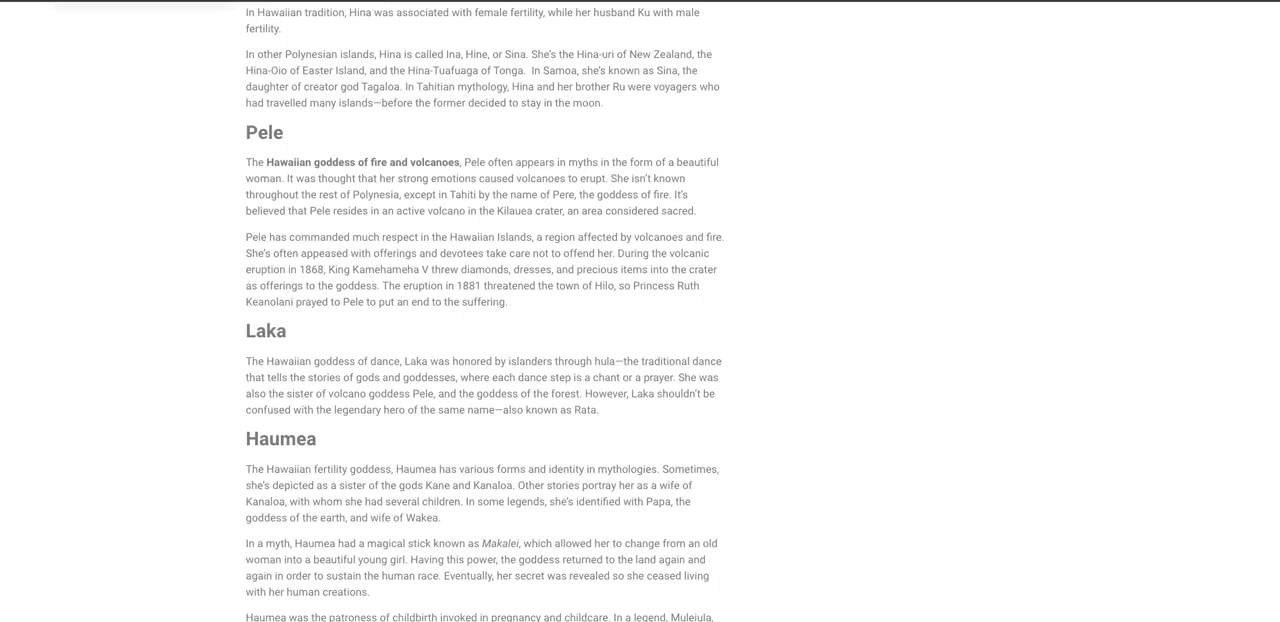 In Hawaiian tradition, Hina was associated with female fertility, while her husband Ku with male
fertility.
In other Polynesian islands, Hina is called Ina, Hine, or Sina. She’s the Hina-uri of New Zealand, the
Hina-Oio of Easter Island, and the Hina-Tuafuaga of Tonga.  In Samoa, she’s known as Sina, the
daughter of creator god Tagaloa. In Tahitian mythology, Hina and her brother Ru were voyagers who
had travelled many islands—before the former decided to stay in the moon.
Pele
The Hawaiian goddess of fire and volcanoes, Pele often appears in myths in the form of a beautiful
woman. It was thought that her strong emotions caused volcanoes to erupt. She isn’t known
throughout the rest of Polynesia, except in Tahiti by the name of Pere, the goddess of fire. It’s
believed that Pele resides in an active volcano in the Kilauea crater, an area considered sacred.
Pele has commanded much respect in the Hawaiian Islands, a region affected by volcanoes and fire.
She’s often appeased with offerings and devotees take care not to offend her. During the volcanic
eruption in 1868, King Kamehameha V threw diamonds, dresses, and precious items into the crater
as offerings to the goddess. The eruption in 1881 threatened the town of Hilo, so Princess Ruth
Keanolani prayed to Pele to put an end to the suffering.
Laka
The Hawaiian goddess of dance, Laka was honored by islanders through hula—the traditional dance
that tells the stories of gods and goddesses, where each dance step is a chant or a prayer. She was
also the sister of volcano goddess Pele, and the goddess of the forest. However, Laka shouldn’t be
confused with the legendary hero of the same name—also known as Rata.
Haumea
The Hawaiian fertility goddess, Haumea has various forms and identity in mythologies. Sometimes,
she’s depicted as a sister of the gods Kane and Kanaloa. Other stories portray her as a wife of
Kanaloa, with whom she had several children. In some legends, she’s identified with Papa, the
goddess of the earth, and wife of Wakea.
In a myth, Haumea had a magical stick known as Makalei, which allowed her to change from an old
woman into a beautiful young girl. Having this power, the goddess returned to the land again and
again in order to sustain the human race. Eventually, her secret was revealed so she ceased living
with her human creations.
Haumea was the patroness of childbirth invoked in pregnancy and childcare. In a legend, Muleiula,